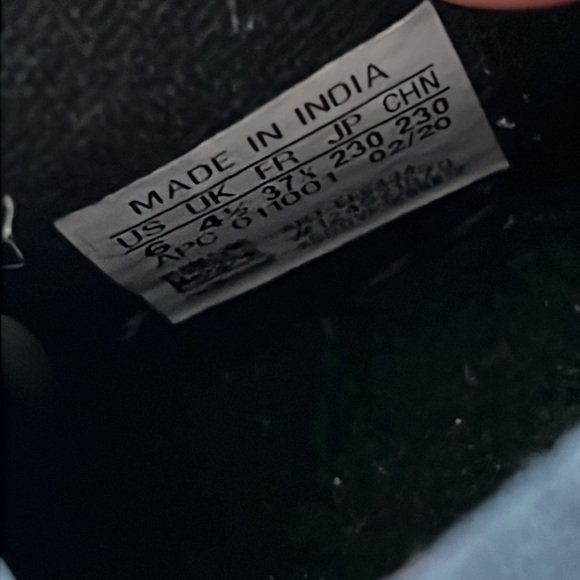 MADE IN INDIA
US UK FR JP CHN
6 4½ 37⅓ 230 230
APC 011001 02/20